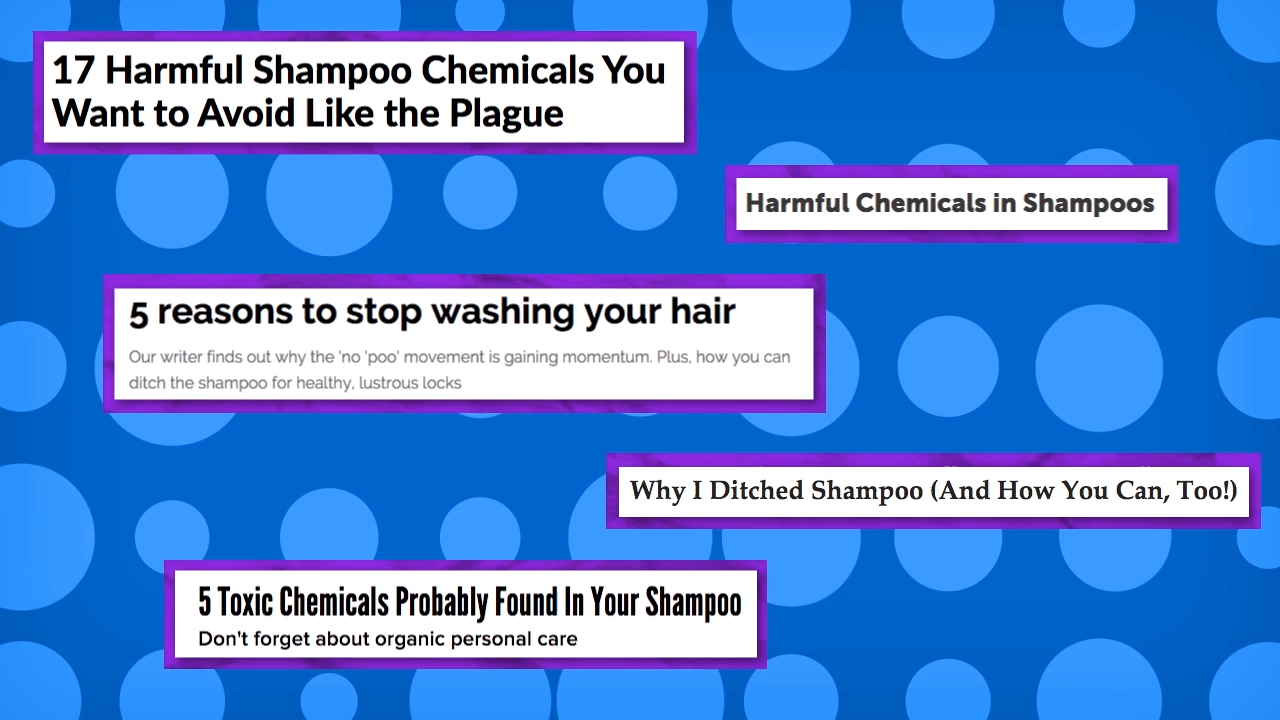 17 Harmful Shampoo Chemicals You
Want to Avoid Like the Plague
Harmful Chemicals in Shampoos
5 reasons to stop washing your hair
Our writer finds out why the 'no 'poo' movement is gaining momentum. Plus, how you can
ditch the shampoo for healthy, lustrous locks
Why I Ditched Shampoo (And How You Can, Too!)
5 Toxic Chemicals Probably Found In Your Shampoo
Don't forget about organic personal care